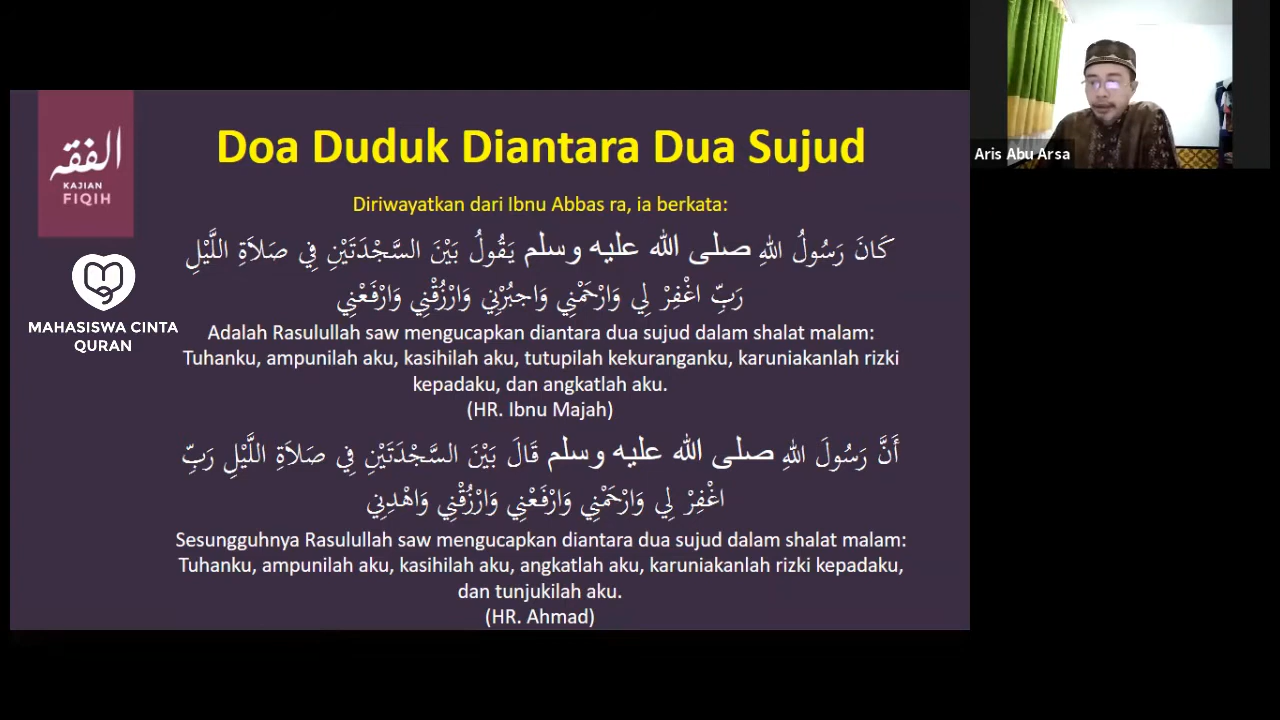 الفقه
KAJIAN
FIQIH
MAHASISWA CINTA
QURAN
Doa Duduk Diantara Dua Sujud
Diriwayatkan dari Ibnu Abbas ra, ia berkata:
كَانَ رَسُولُ اللهِ صلى الله عليه وسلم يَقُولُ بَيْنَ السَّجْدَتَيْنِ فِي صَلاَةِ اللَّيْلِ
رَبِّ اغْفِرْ لِي وَارْحَمْنِي وَاجبُرْنِي وَارْزُقْنِي وَارْفَعْنِي
Adalah Rasulullah saw mengucapkan diantara dua sujud dalam shalat malam:
Tuhanku, ampunilah aku, kasihilah aku, tutupilah kekuranganku, karuniakanlah rizki
kepadaku, dan angkatlah aku.
(HR. Ibnu Majah)
أَنَّ رَسُولَ اللهِ صلى الله عليه وسلم قَالَ بَيْنَ السَّجْدَتَيْنِ فِي صَلاَةِ اللَّيْلِ رَبِّ
اغْفِرْ لِي وَارْحَمْنِي وَارْفَعْنِي وَارْزُقْنِي وَاهْدِنِي
Sesungguhnya Rasulullah saw mengucapkan diantara dua sujud dalam shalat malam:
Tuhanku, ampunilah aku, kasihilah aku, angkatlah aku, karuniakanlah rizki kepadaku,
dan tunjukilah aku.
(HR. Ahmad)
Aris Abu Arsa